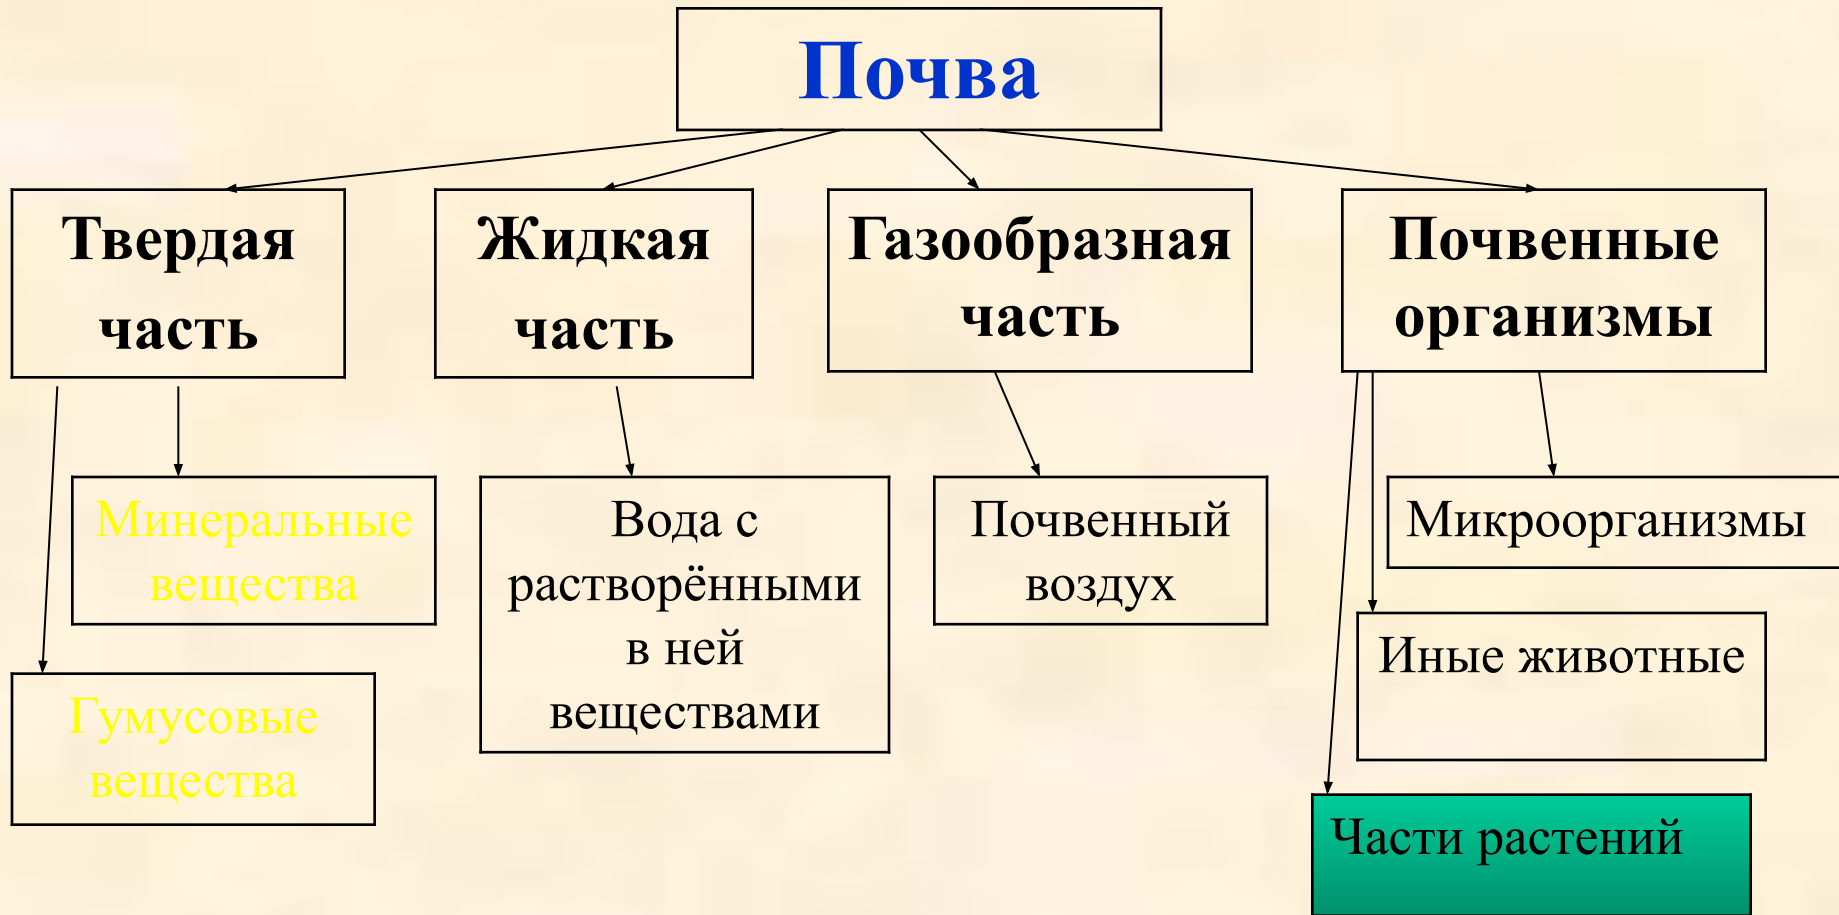 Почва
Твердая
часть
Жидкая
часть
Газообразная
часть
Почвенные
организмы
Минеральные
вещества
Гумусовые
вещества
Вода с
растворёнными
в ней
веществами
Почвенный
воздух
Микроорганизмы
Иные животные
Части растений